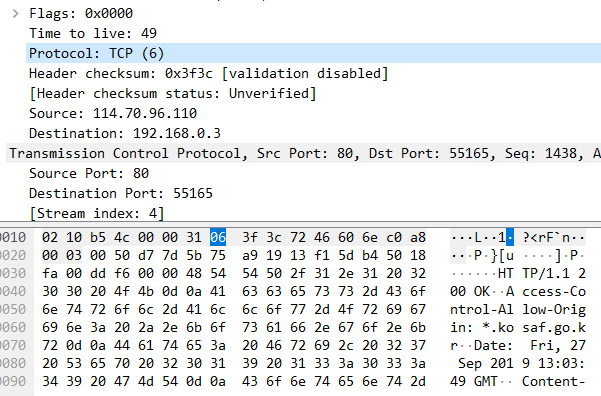 Flags: 0x0000
Time to live: 49
Protocol: TCP (6)
Header checksum: 0x3f3c [validation disabled]
[Header checksum status: Unverified]
Source: 114.70.96.110
Destination: 192.168.0.3
Transmission Control Protocol, Src Port: 80, Dst Port: 55165, Seq: 1438, A
Source Port: 80
Destination Port: 55165
[Stream index: 4]
0010 02 10 b5 4c 00 00 31 06 3f 3c 72 46 60 6e c0 a8 ···L··1· ?<rF`n··
0020 00 03 00 50 d7 7d 5b 75 a9 19 13 f1 5d b4 50 18 ···P·}[u ····]·P·
0030 fa 00 dd f6 00 00 48 54 54 50 2f 31 2e 31 20 32 ······HT TP/1.1 2
0040 30 30 20 4f 4b 0d 0a 41 63 63 65 73 73 2d 43 6f 00 OK··A ccess-Co
0050 6e 74 72 6f 6c 2d 41 6c 6c 6f 77 2d 4f 72 69 67 ntrol-Al low-Orig
0060 69 6e 3a 20 2a 2e 6b 6f 73 61 66 2e 67 6f 2e 6b in: *.ko saf.go.k
0070 72 0d 0a 44 61 74 65 3a 20 46 72 69 2c 20 32 37 r··Date: Fri, 27
0080 20 53 65 70 20 32 30 31 39 20 31 33 3a 30 33 3a Sep 201 9 13:03:
0090 34 39 20 47 4d 54 0d 0a 43 6f 6e 74 65 6e 74 2d 49 GMT·· Content-